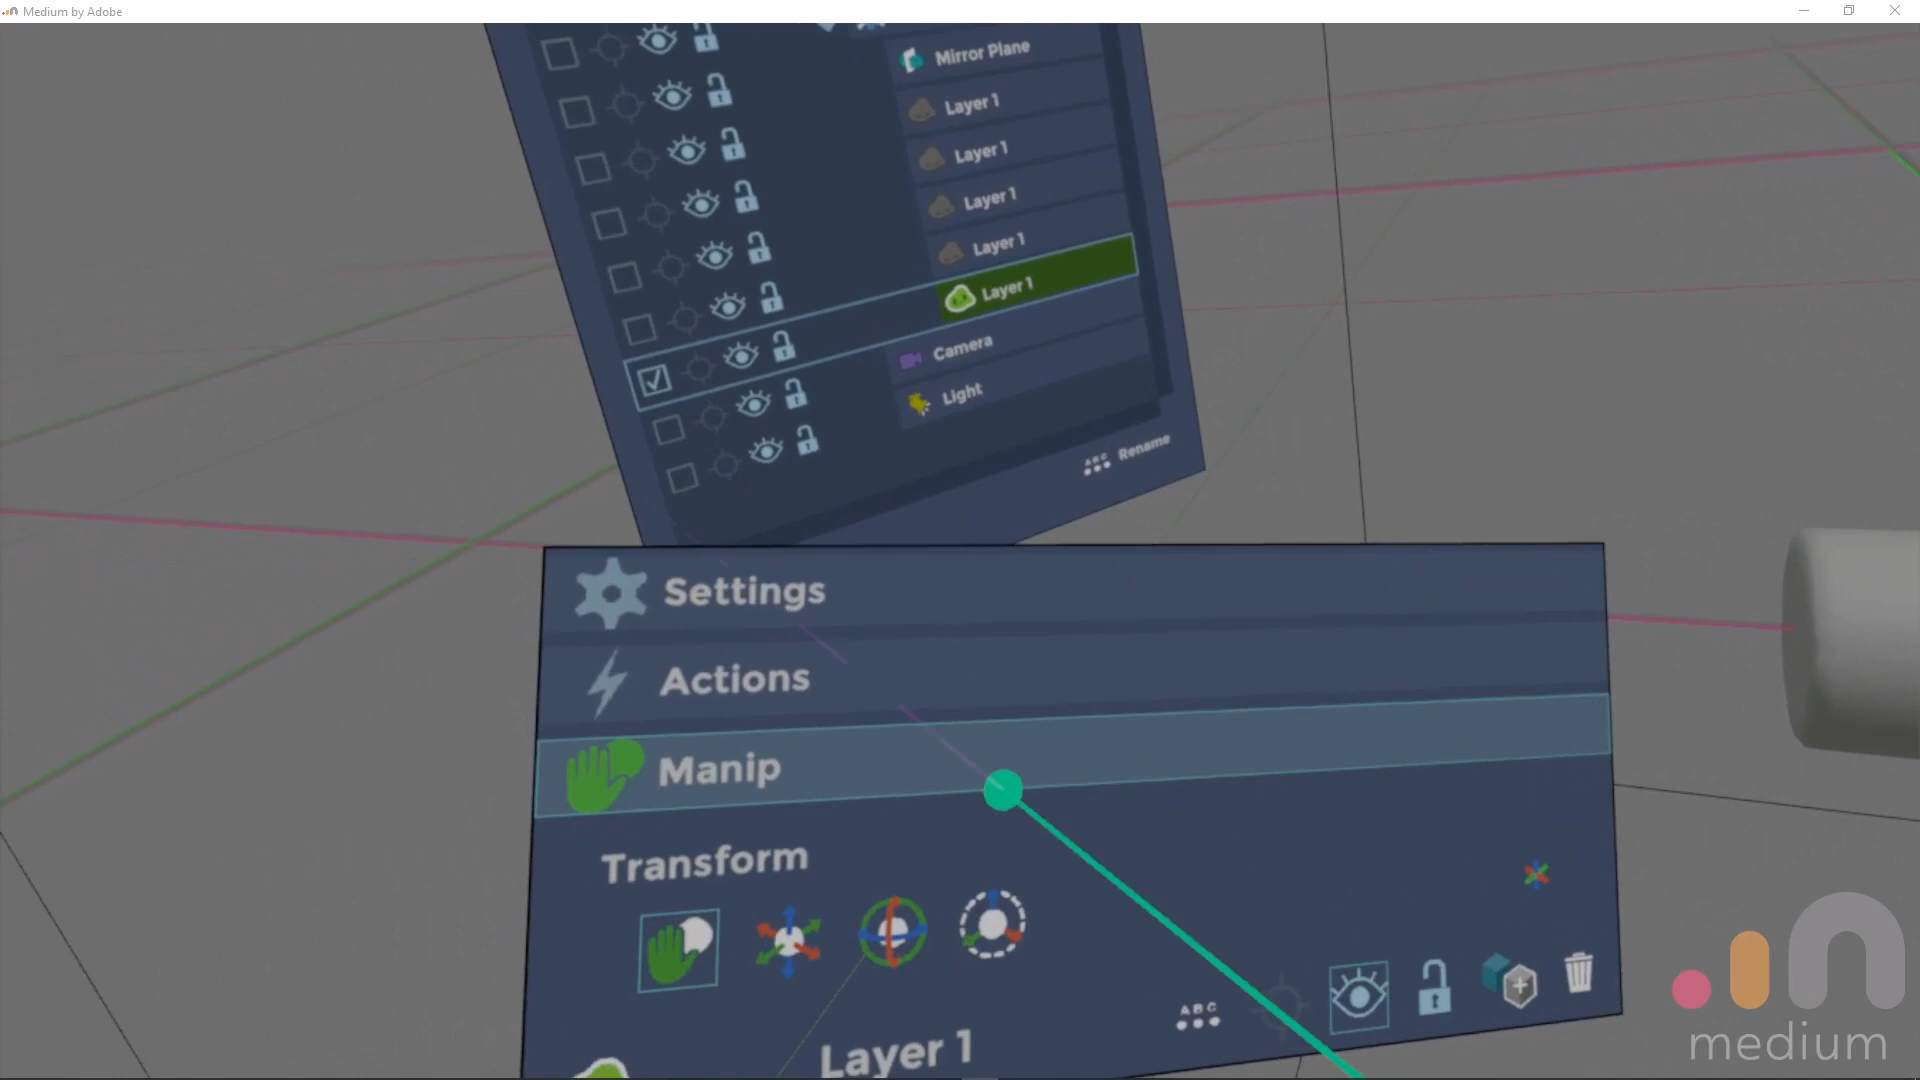 Medium by Adobe
Mirror Plane
Layer 1
Layer 1
Layer 1
Layer 1
Layer 1
Camera
Light
ABC Rename
Settings
Actions
Manip
Transform
ABC
Layer 1
medium